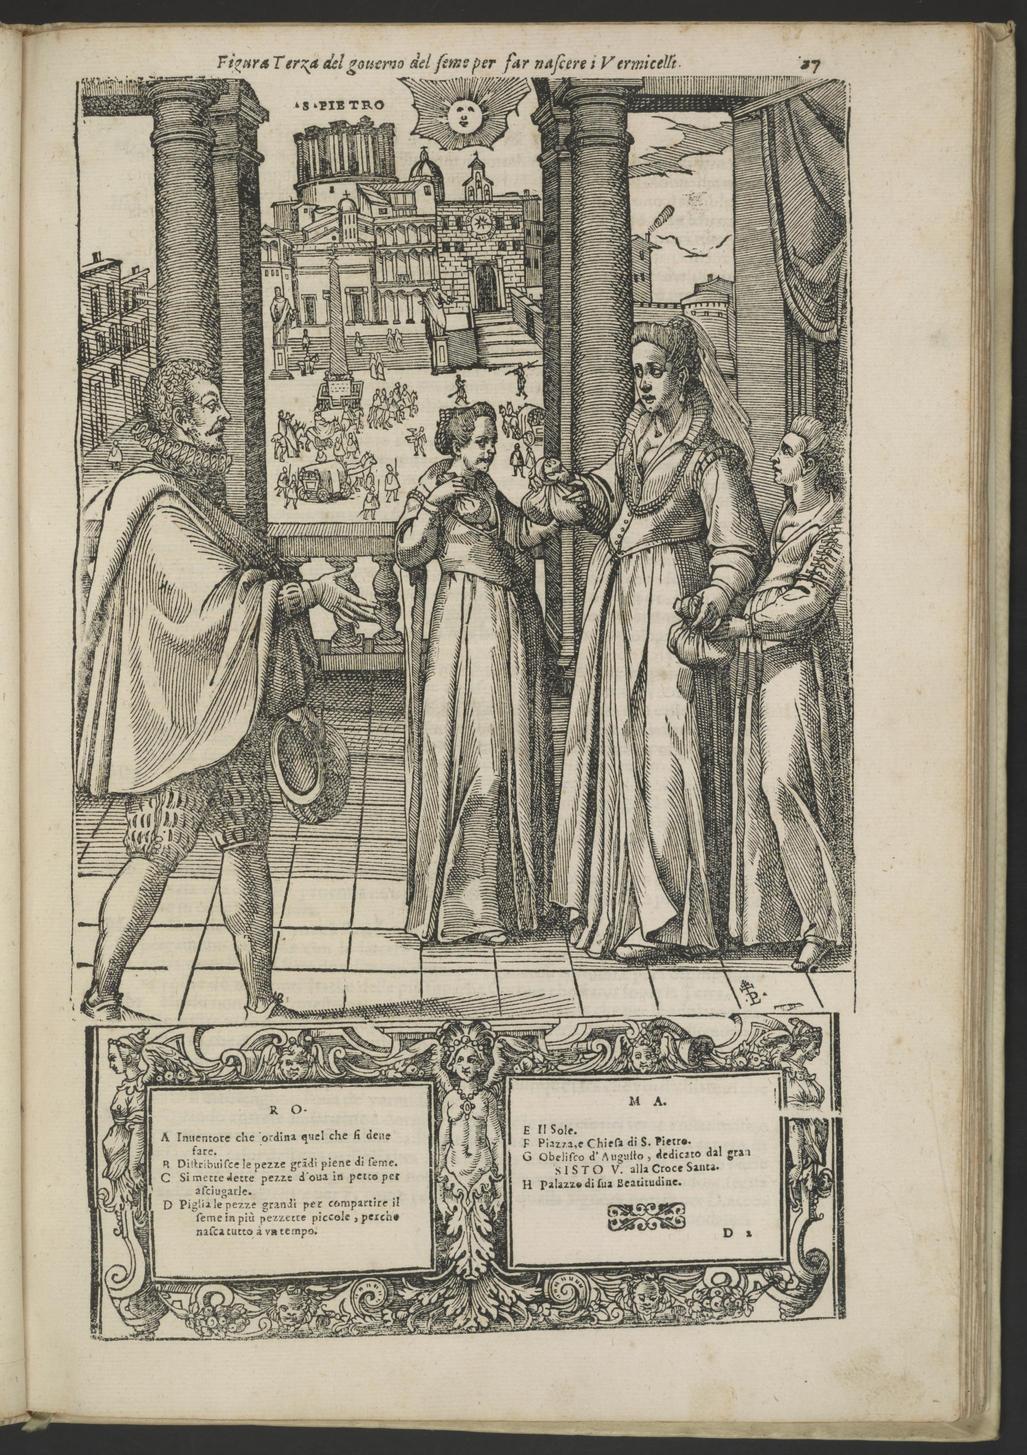 Figura Terza del gouerno del seme per far nascere i Vermicelli.
27
S. PIETRO
R O.
A Inuentore che ordina quel che si deue
fare.
B Distribuisce le pezze grādi piene di seme.
C Si mette dette pezze d'oua in petto per
asciugarle.
D Piglia le pezze grandi per compartire il
seme in più pezzette piccole, perche
nasca tutto à vn tempo.
M A.
E Il Sole.
F Piazza, e Chiesa di S. Pietro.
G Obelisco d'Augusto, dedicato dal gran
SISTO V. alla Croce Santa.
H Palazzo di sua Beatitudine.
D 2